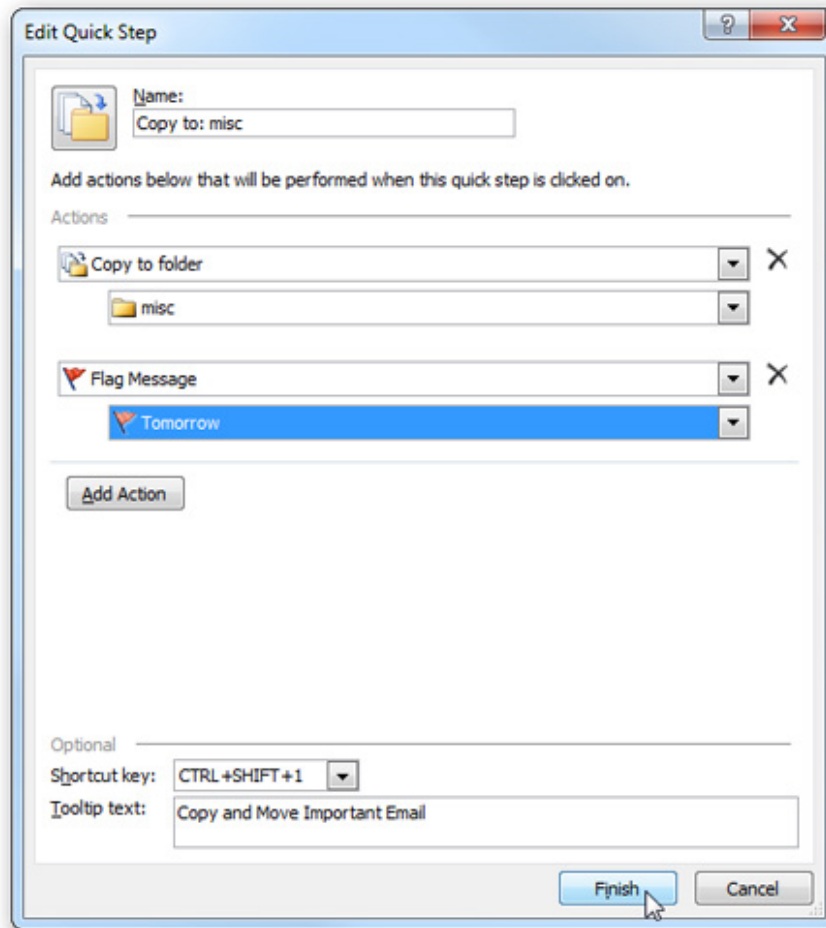 Edit Quick Step
?
Name:
Copy to: misc
Add actions below that will be performed when this quick step is clicked on.
Actions
Copy to folder
misc
Flag Message
Tomorrow
Add Action
Optional
Shortcut key: CTRL+SHIFT+1
Tooltip text: Copy and Move Important Email
Finish Cancel